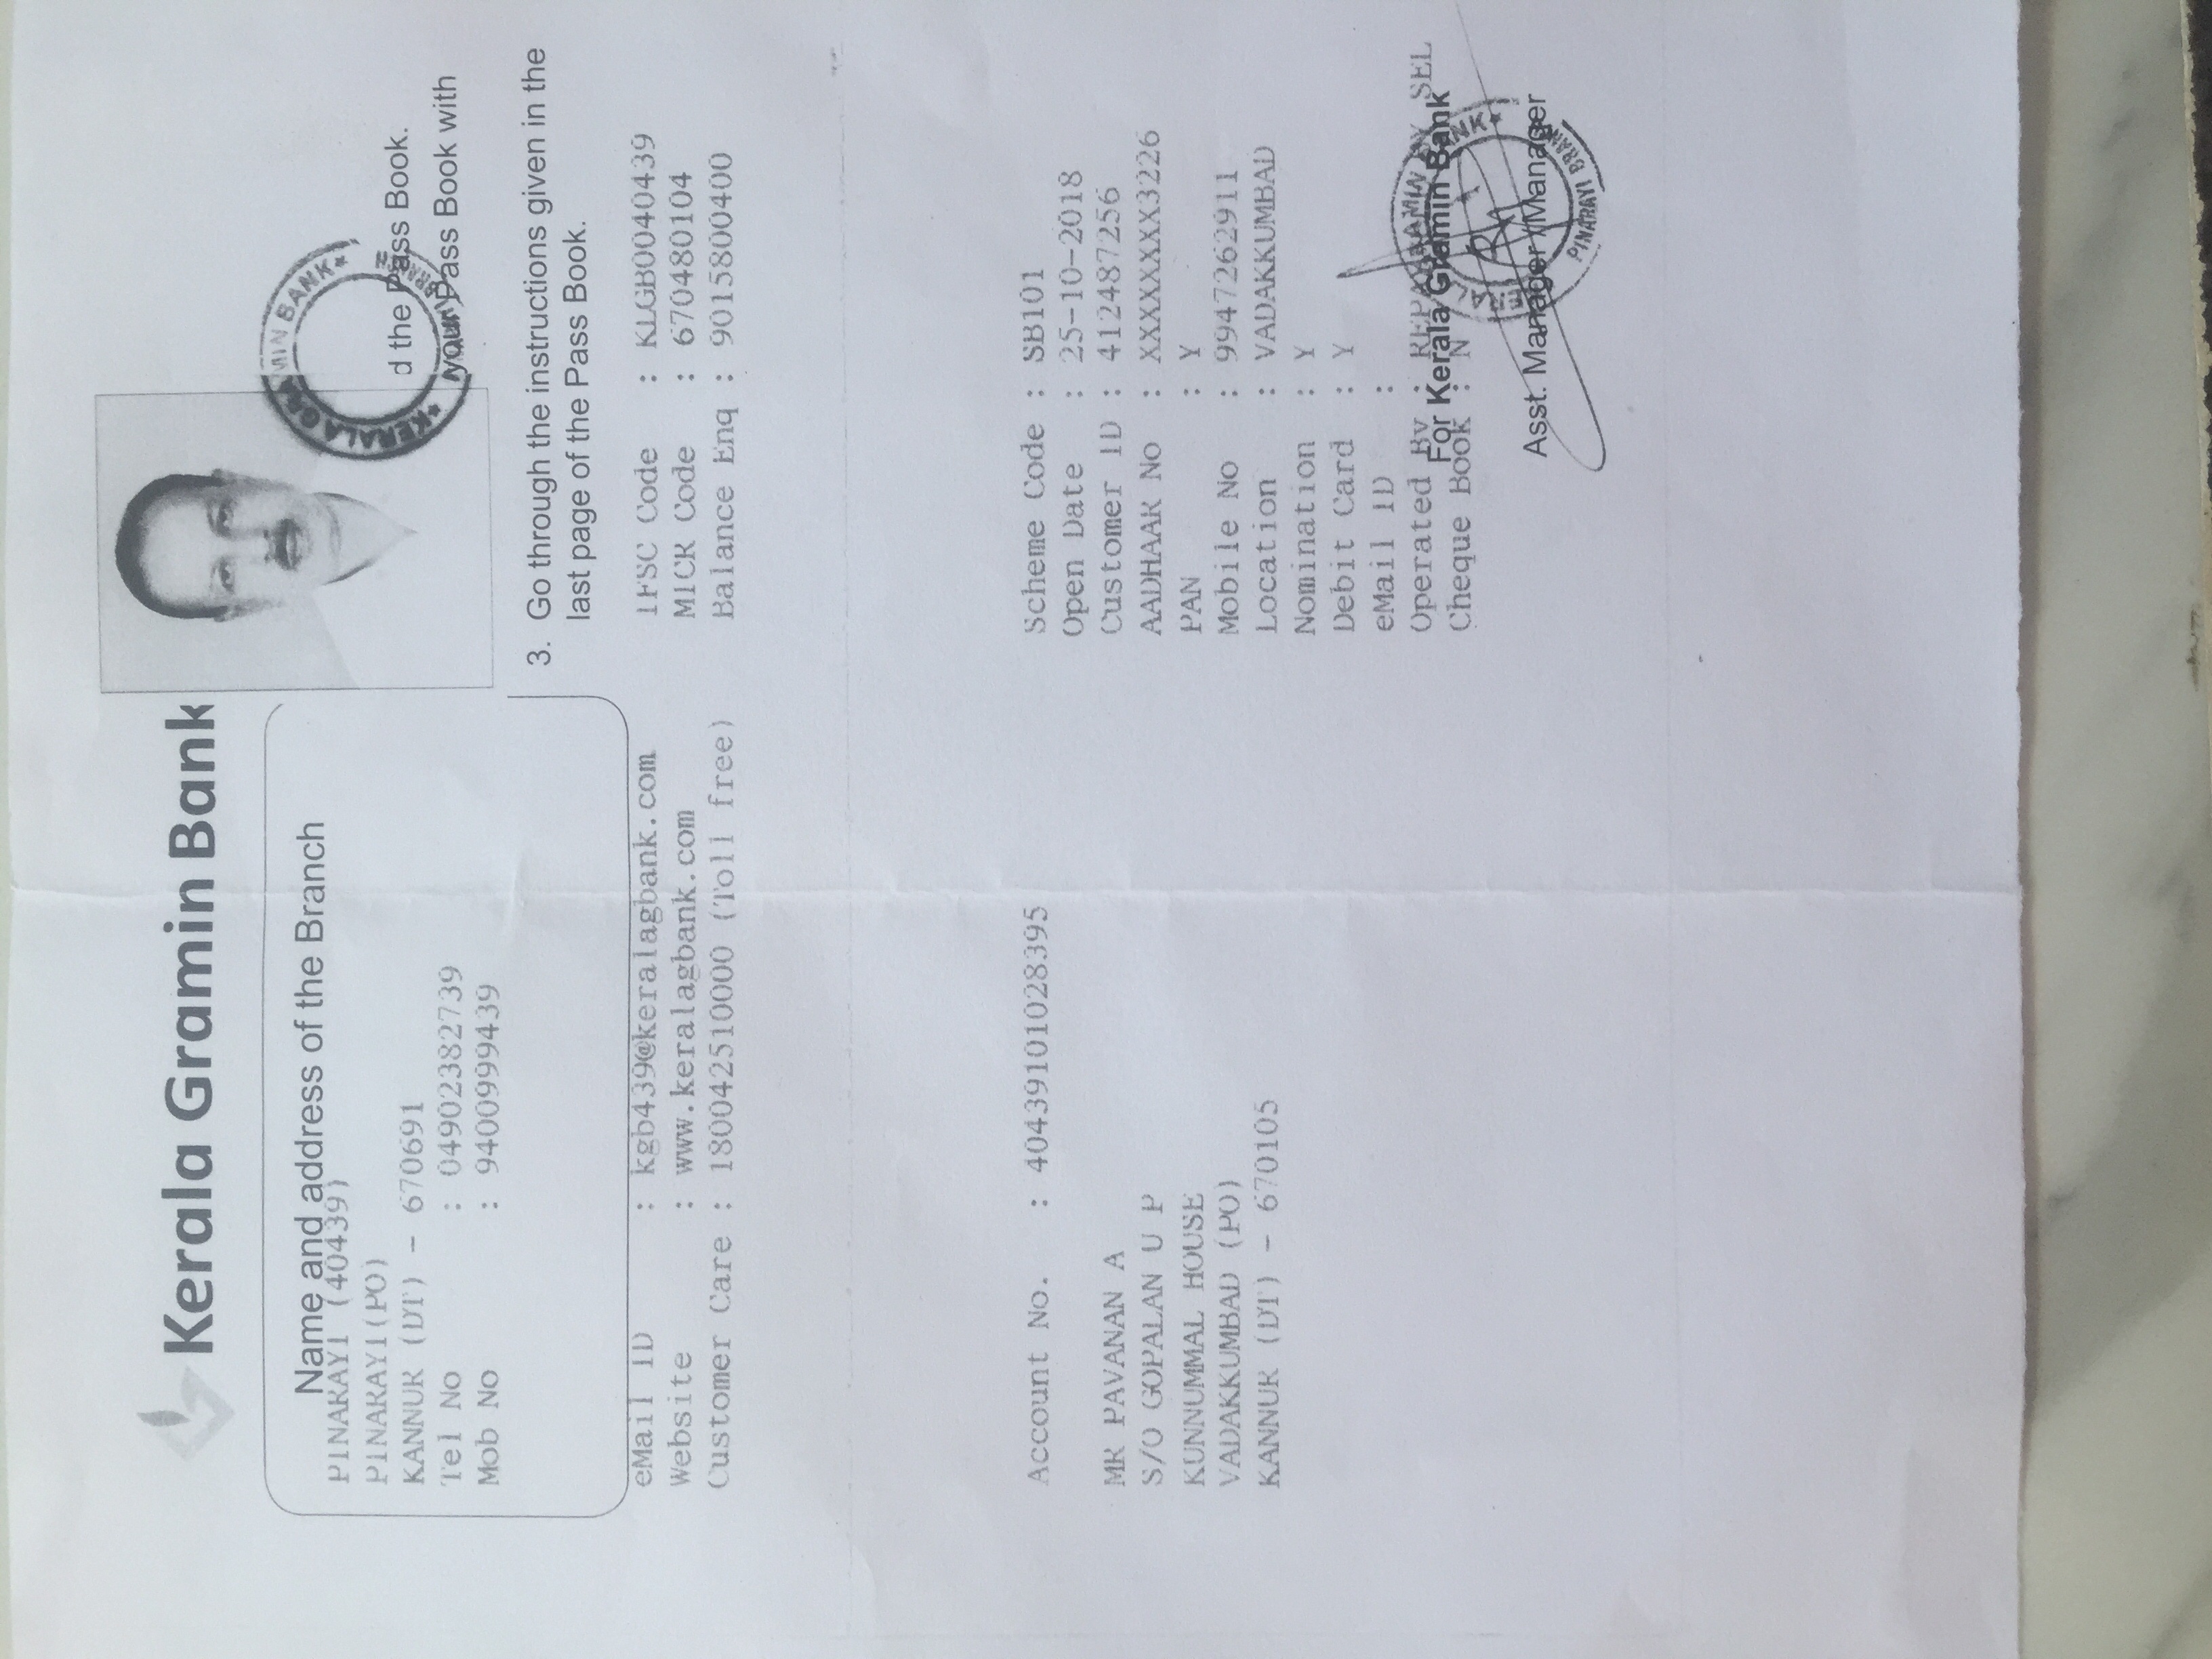 Kerala Gramin Bank
Name and address of the Branch
PINARAYI (40439)
PINARAYI(PO)
KANNUR (DT) - 670691
Tel No : 04902382739
Mob No : 9400999439
KERALA GRAMIN BANK
PINARAYI BRANCH
d the Pass Book.
your Pass Book with
3. Go through the instructions given in the
last page of the Pass Book.
eMail ID : kgb439@keralagbank.com
Website : www.keralagbank.com
Customer Care : 180042510000 (Toll free)
IFSC Code : KLGB0040439
MICR Code : 670480104
Balance Enq : 9015800400
Account No. : 40439101028395
MR PAVANAN A
S/O GOPALAN U P
KUNNUMMAL HOUSE
VADAKKUMBAD (PO)
KANNUR (DT) - 670105
Scheme Code : SB101
Open Date : 25-10-2018
Customer ID : 412487256
AADHAAR No : XXXXXXXX3226
PAN : Y
Mobile No : 9947262911
Location : VADAKKUMBAD
Nomination : Y
Debit Card : Y
eMail ID :
Operated By : BY SEL
For Kerala Gramin Bank
Cheque Book : N
Asst. Manager / Manager
KERALA GRAMIN BANK
PINARAYI BRANCH